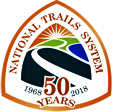 NATIONAL TRAILS SYSTEM
1968 50 2018
YEARS